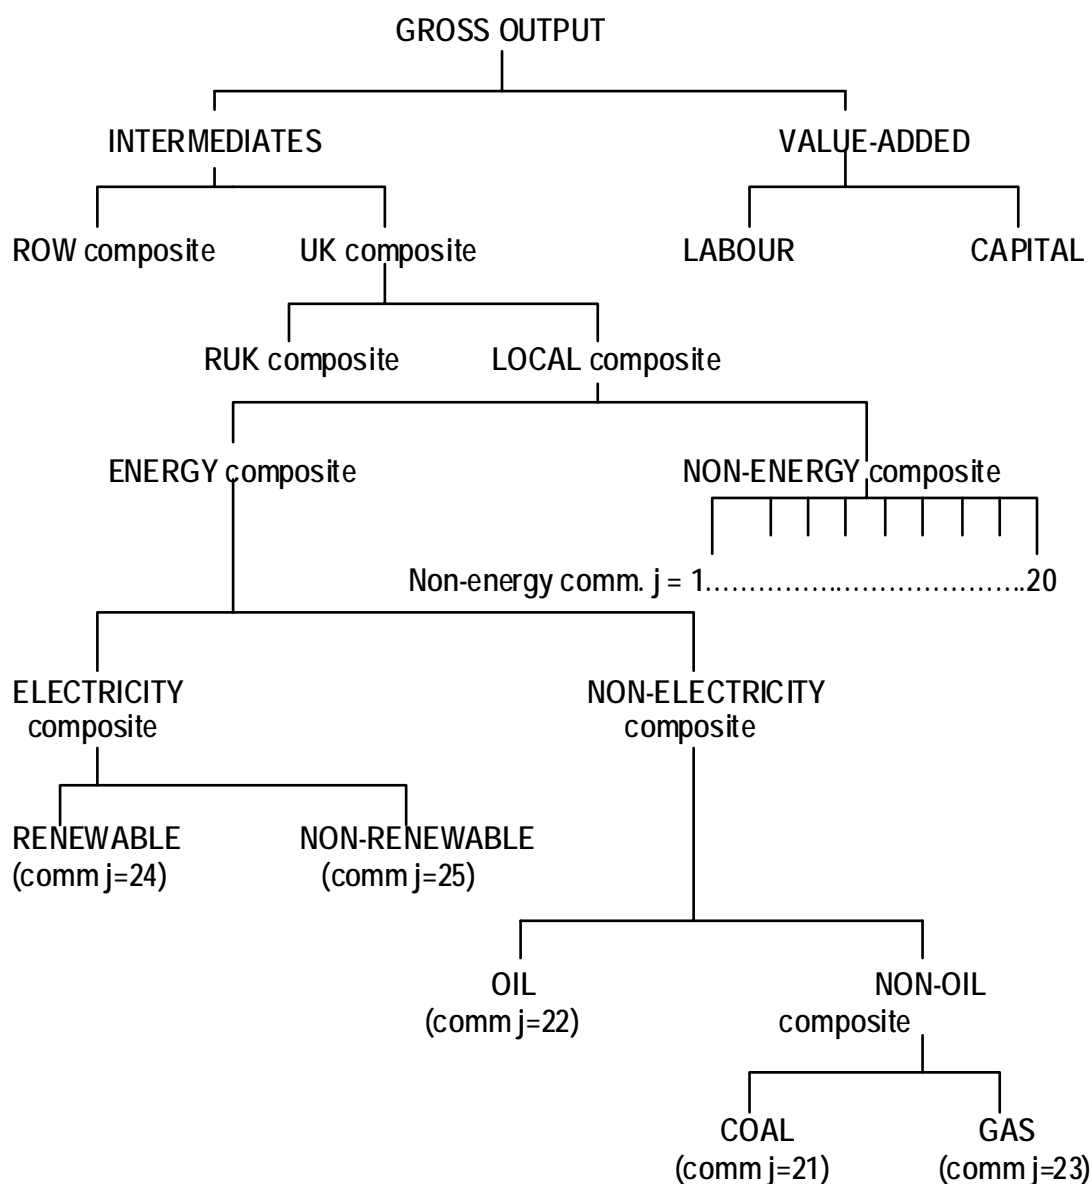 GROSS OUTPUT
INTERMEDIATES
VALUE-ADDED
ROW composite
UK composite
LABOUR
CAPITAL
RUK composite
LOCAL composite
ENERGY composite
NON-ENERGY composite
Non-energy comm. j = 1.......................................20
ELECTRICITY
composite
NON-ELECTRICITY
composite
RENEWABLE
(comm j=24)
NON-RENEWABLE
(comm j=25)
OIL
(comm j=22)
NON-OIL
composite
COAL
(comm j=21)
GAS
(comm j=23)